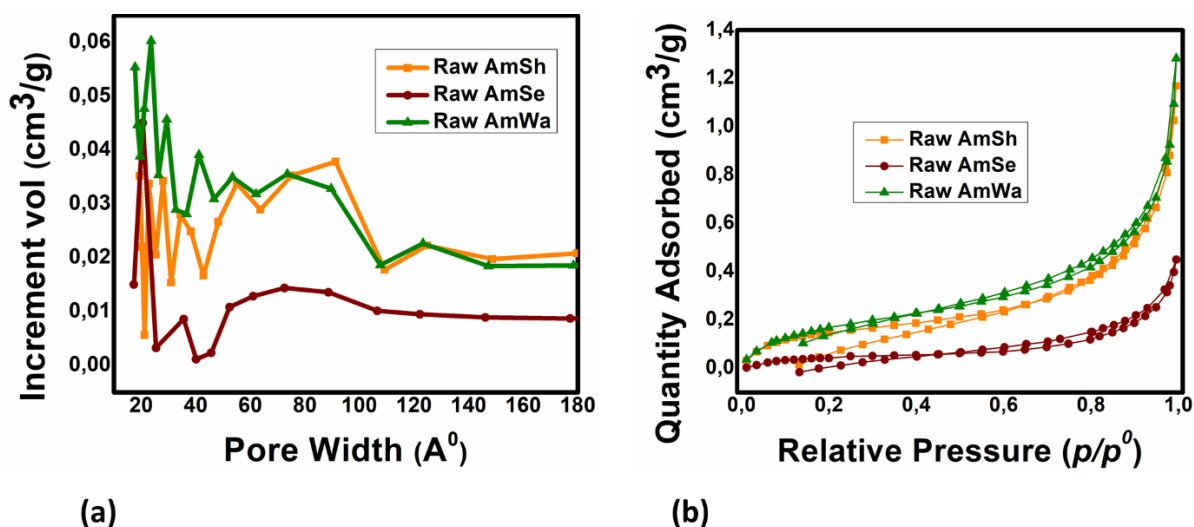 Increment vol (cm³/g)
0,06
0,05
0,04
0,03
0,02
0,01
0,00
Raw AmSh
Raw AmSe
Raw AmWa
20 40 60 80 100 120 140 160 180
Pore Width (A⁰)
(a)
Quantity Adsorbed (cm³/g)
1,4
1,2
1,0
0,8
0,6
0,4
0,2
0,0
Raw AmSh
Raw AmSe
Raw AmWa
0,0 0,2 0,4 0,6 0,8 1,0
Relative Pressure (p/p⁰)
(b)